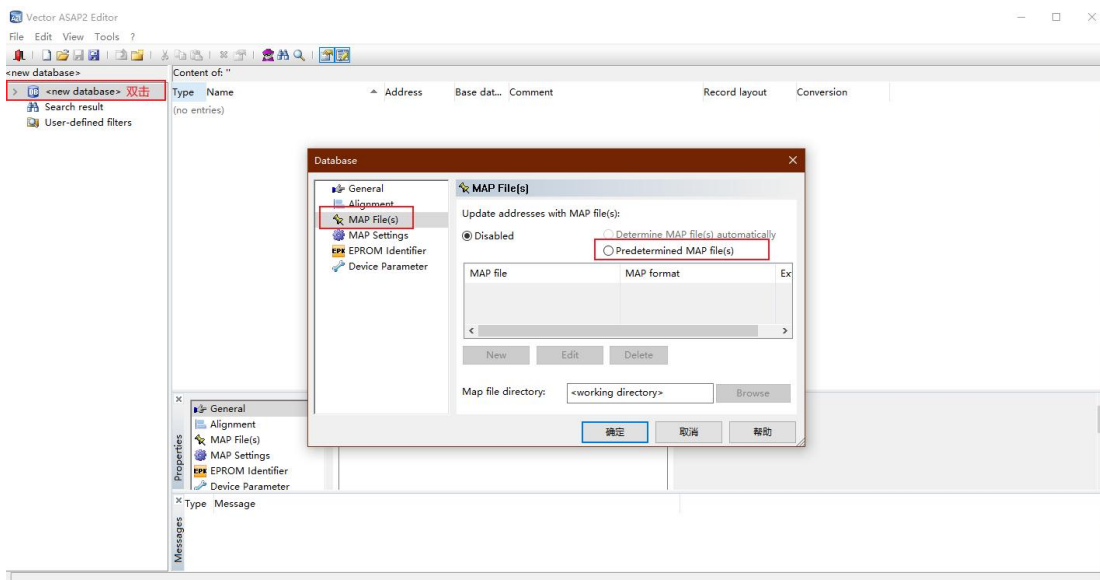 Vector ASAP2 Editor
File Edit View Tools ?
<new database>
Content of: ''
<new database> 双击
Search result
User-defined filters
Type Name Address Base dat... Comment Record layout Conversion
(no entries)
Database
General
Alignment
MAP File(s)
MAP Settings
EPK EPROM Identifier
Device Parameter
MAP File(s)
Update addresses with MAP file(s):
Disabled
Determine MAP file(s) automatically
Predetermined MAP file(s)
MAP file MAP format Ex
New Edit Delete
Map file directory: <working directory> Browse
确定 取消 帮助
Properties
General
Alignment
MAP File(s)
MAP Settings
EPK EPROM Identifier
Device Parameter
Messages
Type Message